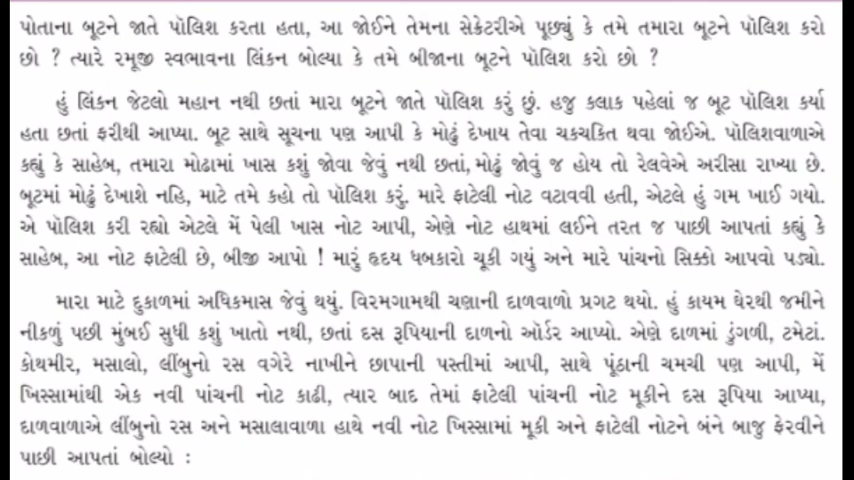 પોતાના બૂટને જાતે પૉલિશ કરતા હતા, આ જોઈને તેમના સેક્રેટરીએ પૂછ્યું કે તમે તમારા બૂટને પૉલિશ કરો
છો ? ત્યારે રમૂજી સ્વભાવના લિંકન બોલ્યા કે તમે બીજાના બૂટને પૉલિશ કરો છો ?
હું લિંકન જેટલો મહાન નથી છતાં મારા બૂટને જાતે પૉલિશ કરું છું. હજુ કલાક પહેલાં જ બૂટ પૉલિશ કર્યા
હતા છતાં ફરીથી આપ્યા. બૂટ સાથે સૂચના પણ આપી કે મોઢું દેખાય તેવા ચકચકિત થવા જોઈએ. પૉલિશવાળાએ
કહ્યું કે સાહેબ, તમારા મોઢામાં ખાસ કશું જોવા જેવું નથી છતાં, મોઢું જોવું જ હોય તો રેલવેએ અરીસા રાખ્યા છે.
બૂટમાં મોઢું દેખાશે નહિ, માટે તમે કહો તો પૉલિશ કરું. મારે ફાટેલી નોટ વટાવવી હતી, એટલે હું ગમ ખાઈ ગયો.
એ પૉલિશ કરી રહ્યો એટલે મેં પેલી ખાસ નોટ આપી, એણે નોટ હાથમાં લઈને તરત જ પાછી આપતાં કહ્યું કે
સાહેબ, આ નોટ ફાટેલી છે, બીજી આપો ! મારું હૃદય ધબકારો ચૂકી ગયું અને મારે પાંચનો સિક્કો આપવો પડ્યો.
મારા માટે દુકાળમાં અધિકમાસ જેવું થયું. વિરમગામથી ચણાની દાળવાળો પ્રગટ થયો. હું કાયમ ઘેરથી જમીને
નીકળું પછી મુંબઈ સુધી કશું ખાતો નથી, છતાં દસ રૂપિયાની દાળનો ઑર્ડર આપ્યો. એણે દાળમાં ડુંગળી, ટમેટાં.
કોથમીર, મસાલો, લીંબુનો રસ વગેરે નાખીને છાપાની પસ્તીમાં આપી, સાથે પૂંઠાની ચમચી પણ આપી, મેં
ખિસ્સામાંથી એક નવી પાંચની નોટ કાઢી, ત્યાર બાદ તેમાં ફાટેલી પાંચની નોટ મૂકીને દસ રૂપિયા આપ્યા,
દાળવાળાએ લીંબુનો રસ અને મસાલાવાળા હાથે નવી નોટ ખિસ્સામાં મૂકી અને ફાટેલી નોટને બંને બાજુ ફેરવીને
પાછી આપતાં બોલ્યો :